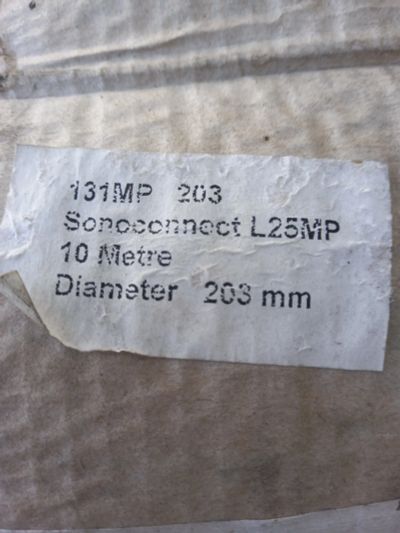 131MP 203
Sonoconnect L25MP
10 Metre
Diameter 203 mm